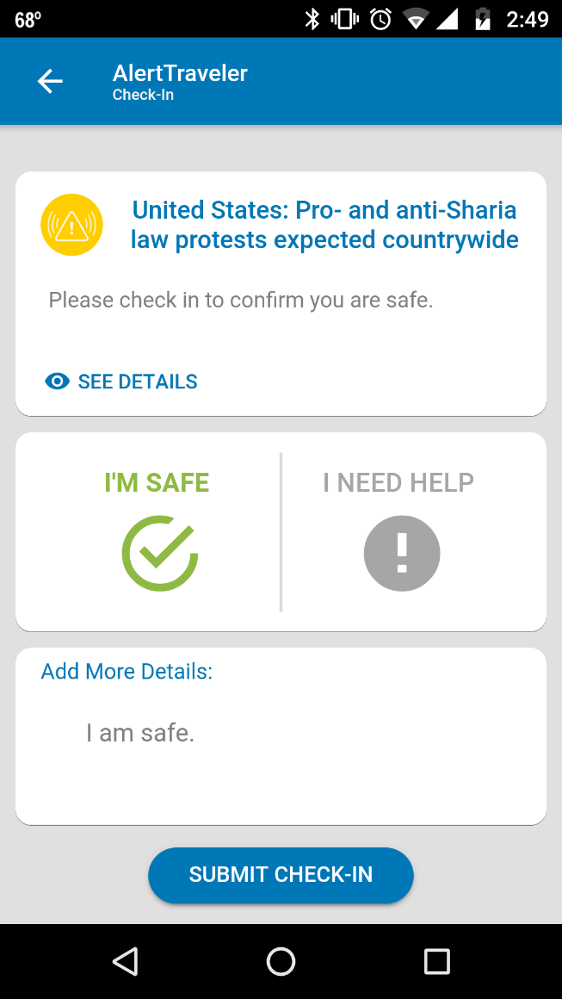 68º
2:49
AlertTraveler
Check-In
United States: Pro- and anti-Sharia
law protests expected countrywide
Please check in to confirm you are safe.
SEE DETAILS
I'M SAFE
I NEED HELP
Add More Details:
I am safe.
SUBMIT CHECK-IN